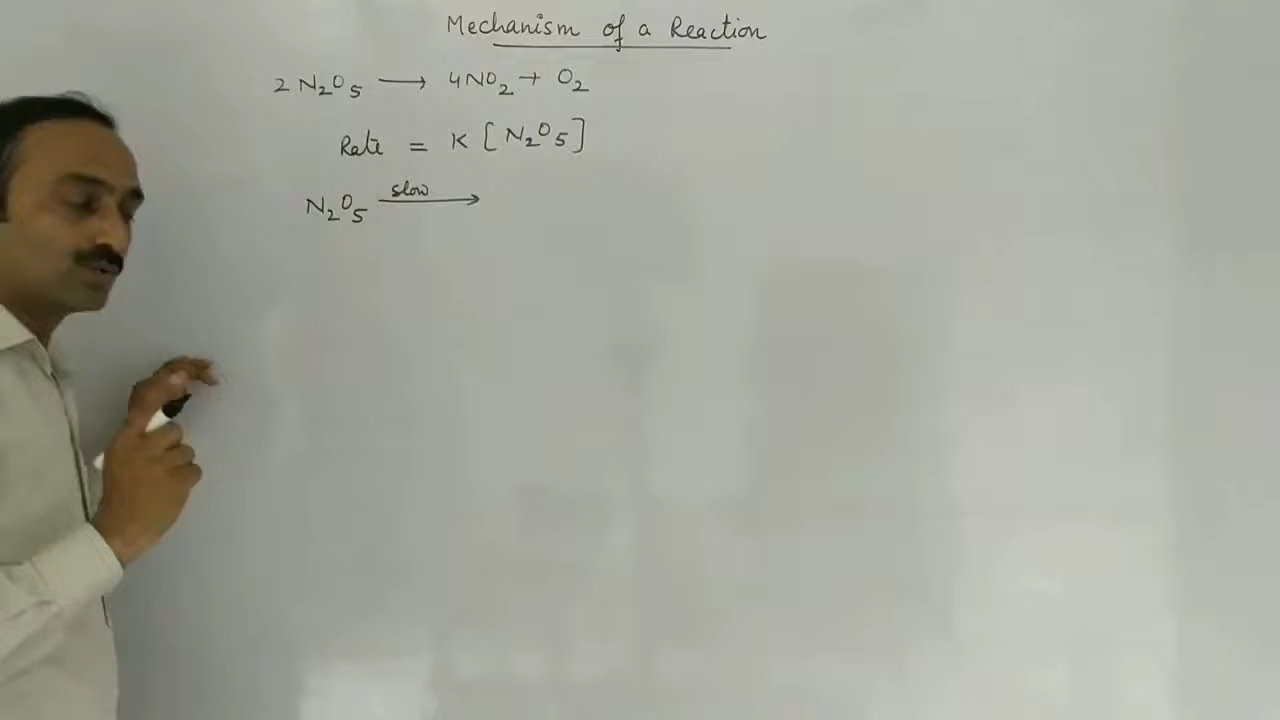 Mechanism of a Reaction
2 N₂O₅ ⟶ 4NO₂ + O₂
Rate = K [N₂O₅]
N₂O₅ slow ⟶